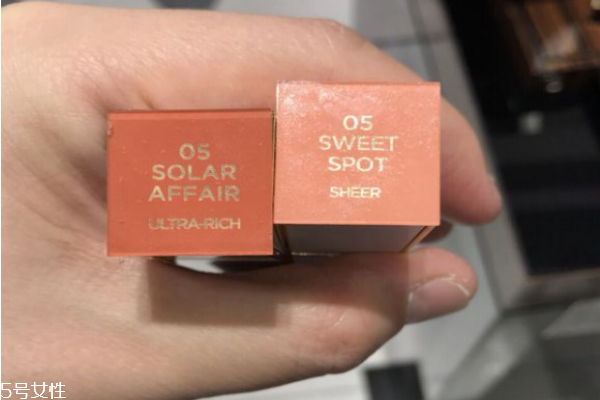 05
SOLAR
AFFAIR
ULTRA-RICH
05
SWEET
SPOT
SHEER
5号女性